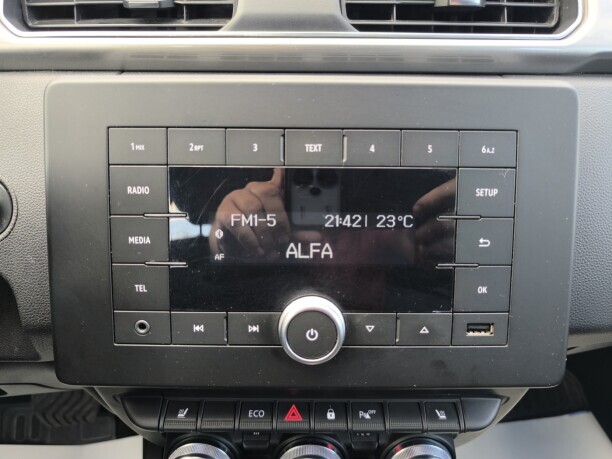 1 MIX 2 RPT 3 TEXT 4 5 6 A.Z
RADIO SETUP
FM1-5 21:42 23°C
MEDIA
AF ALFA
TEL OK
ECO OFF